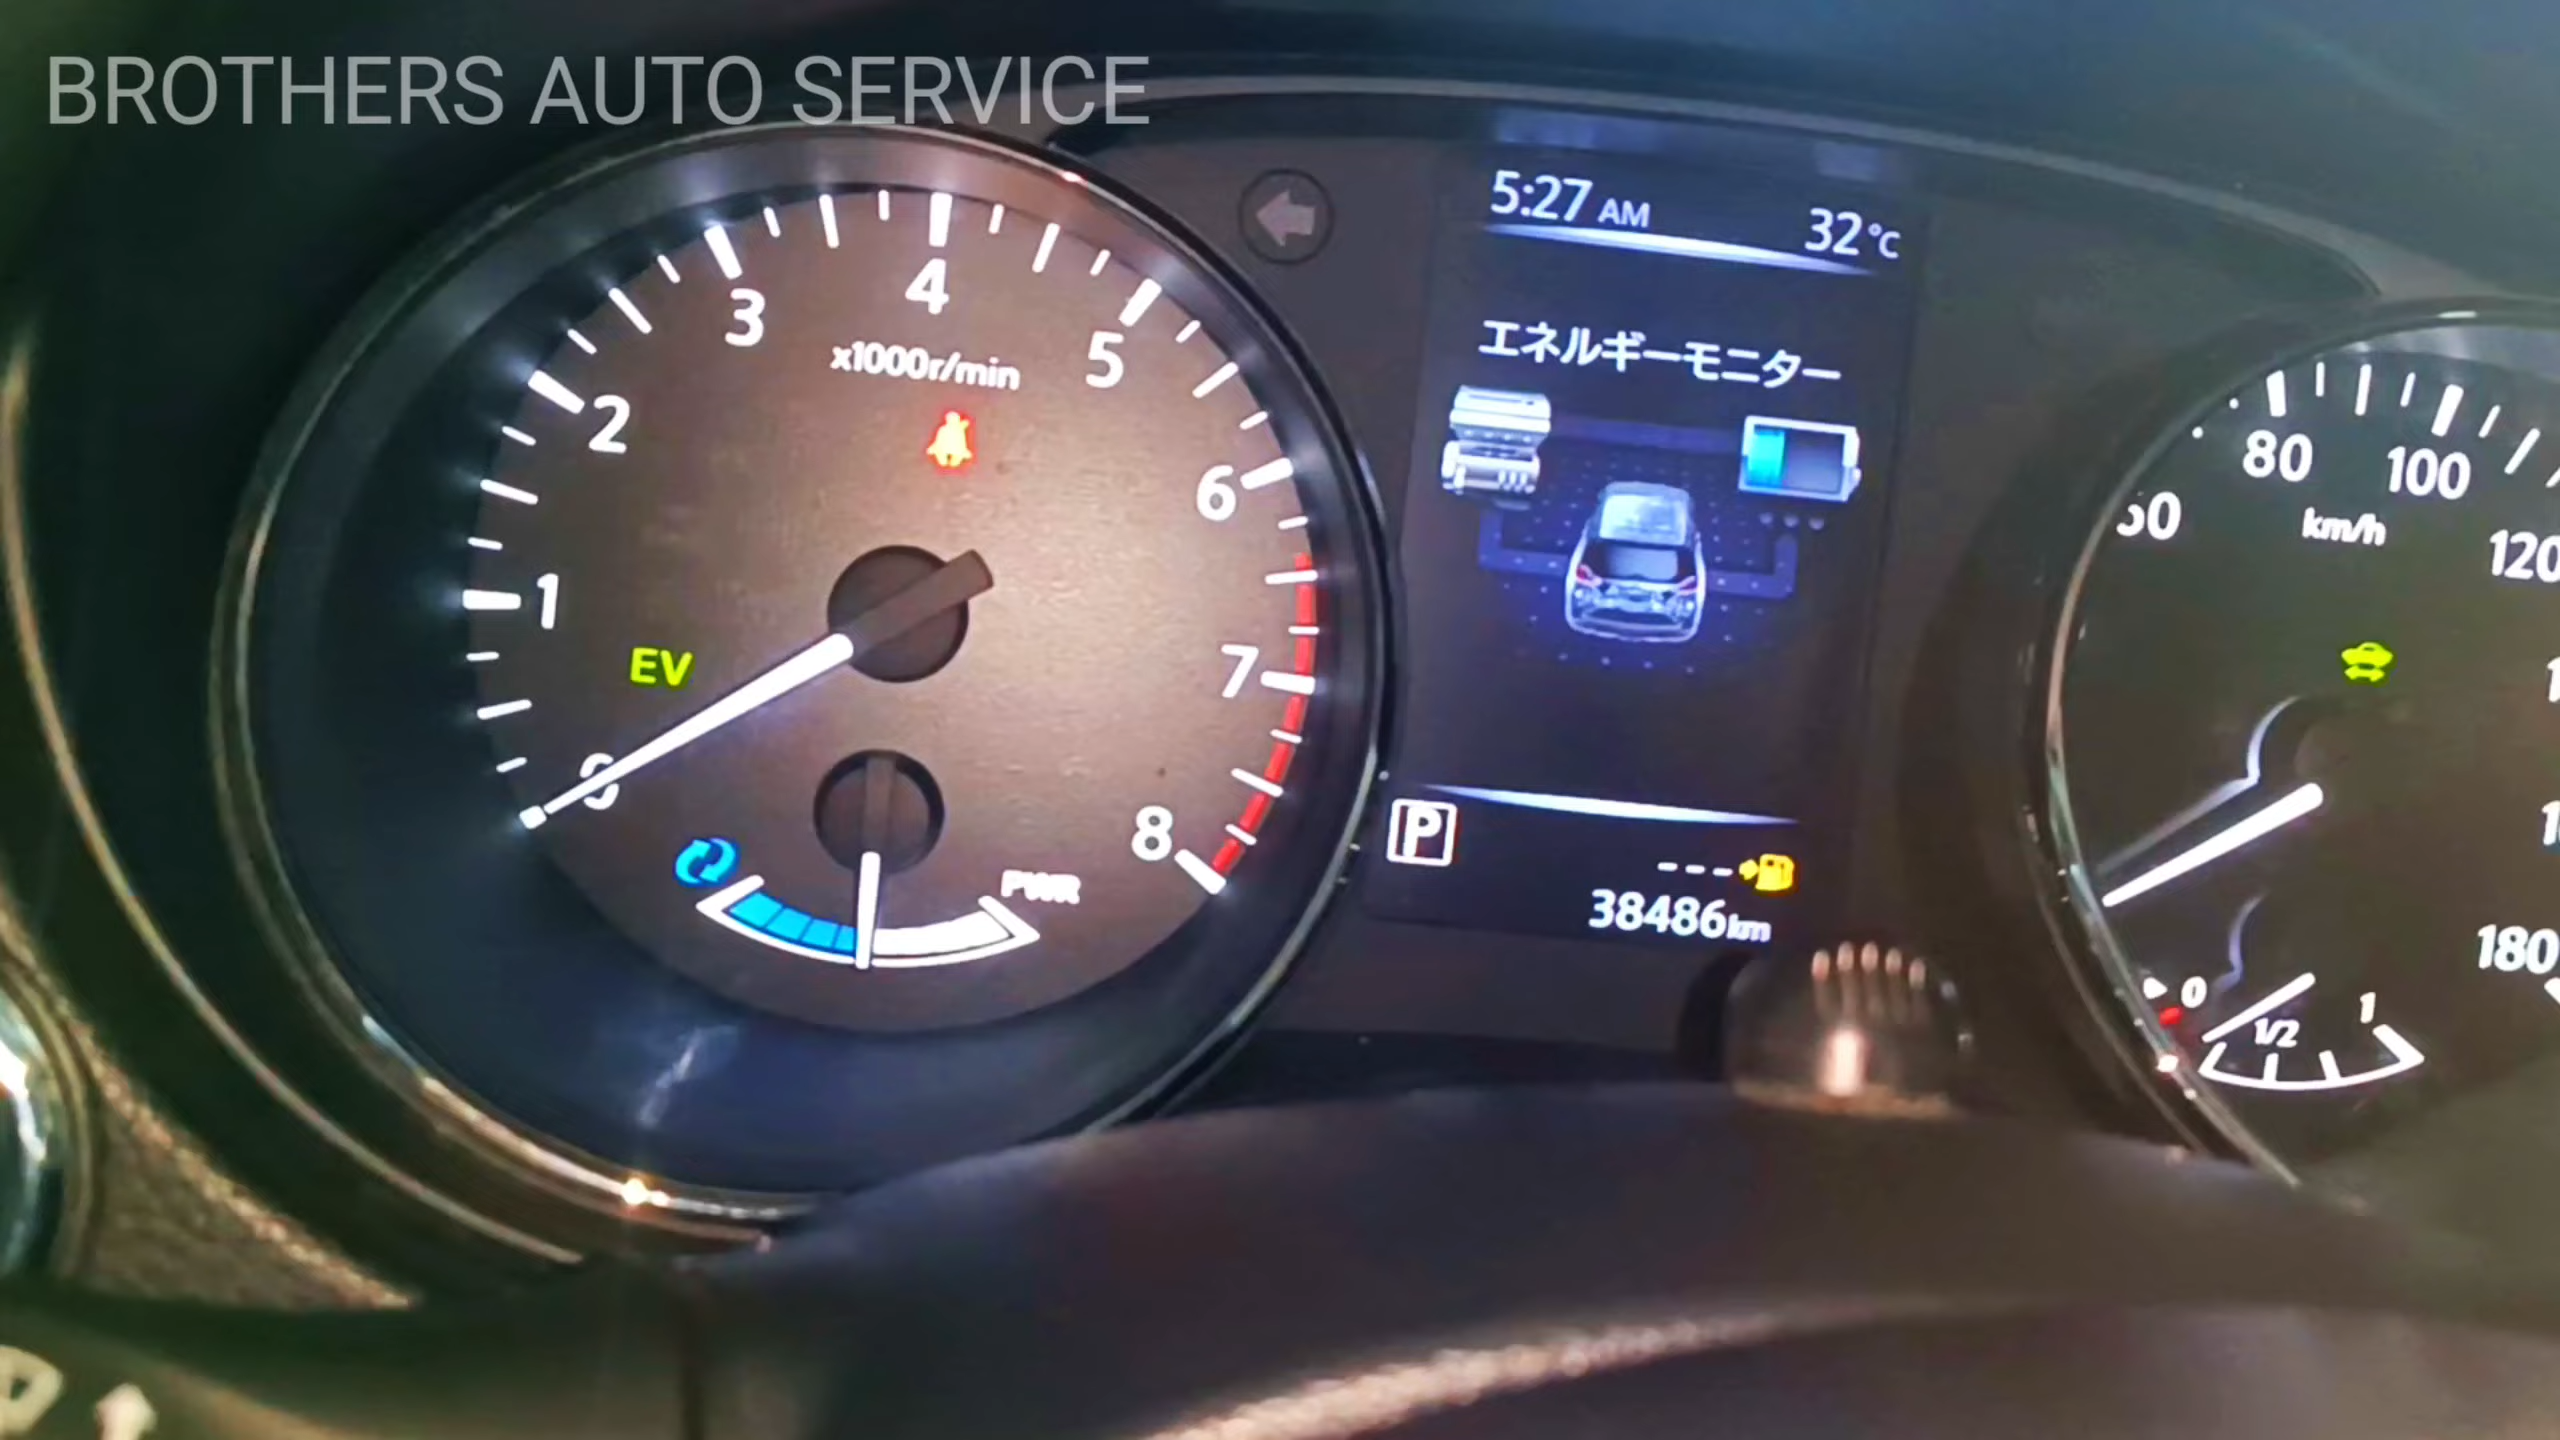 BROTHERS AUTO SERVICE
5:27 AM 32°C
エネルギーモニター
P
---
38486km
0 1 2 3 4 5 6 7 8
x1000r/min
EV
PWR
80 100 120
km/h
180
0 1/2 1